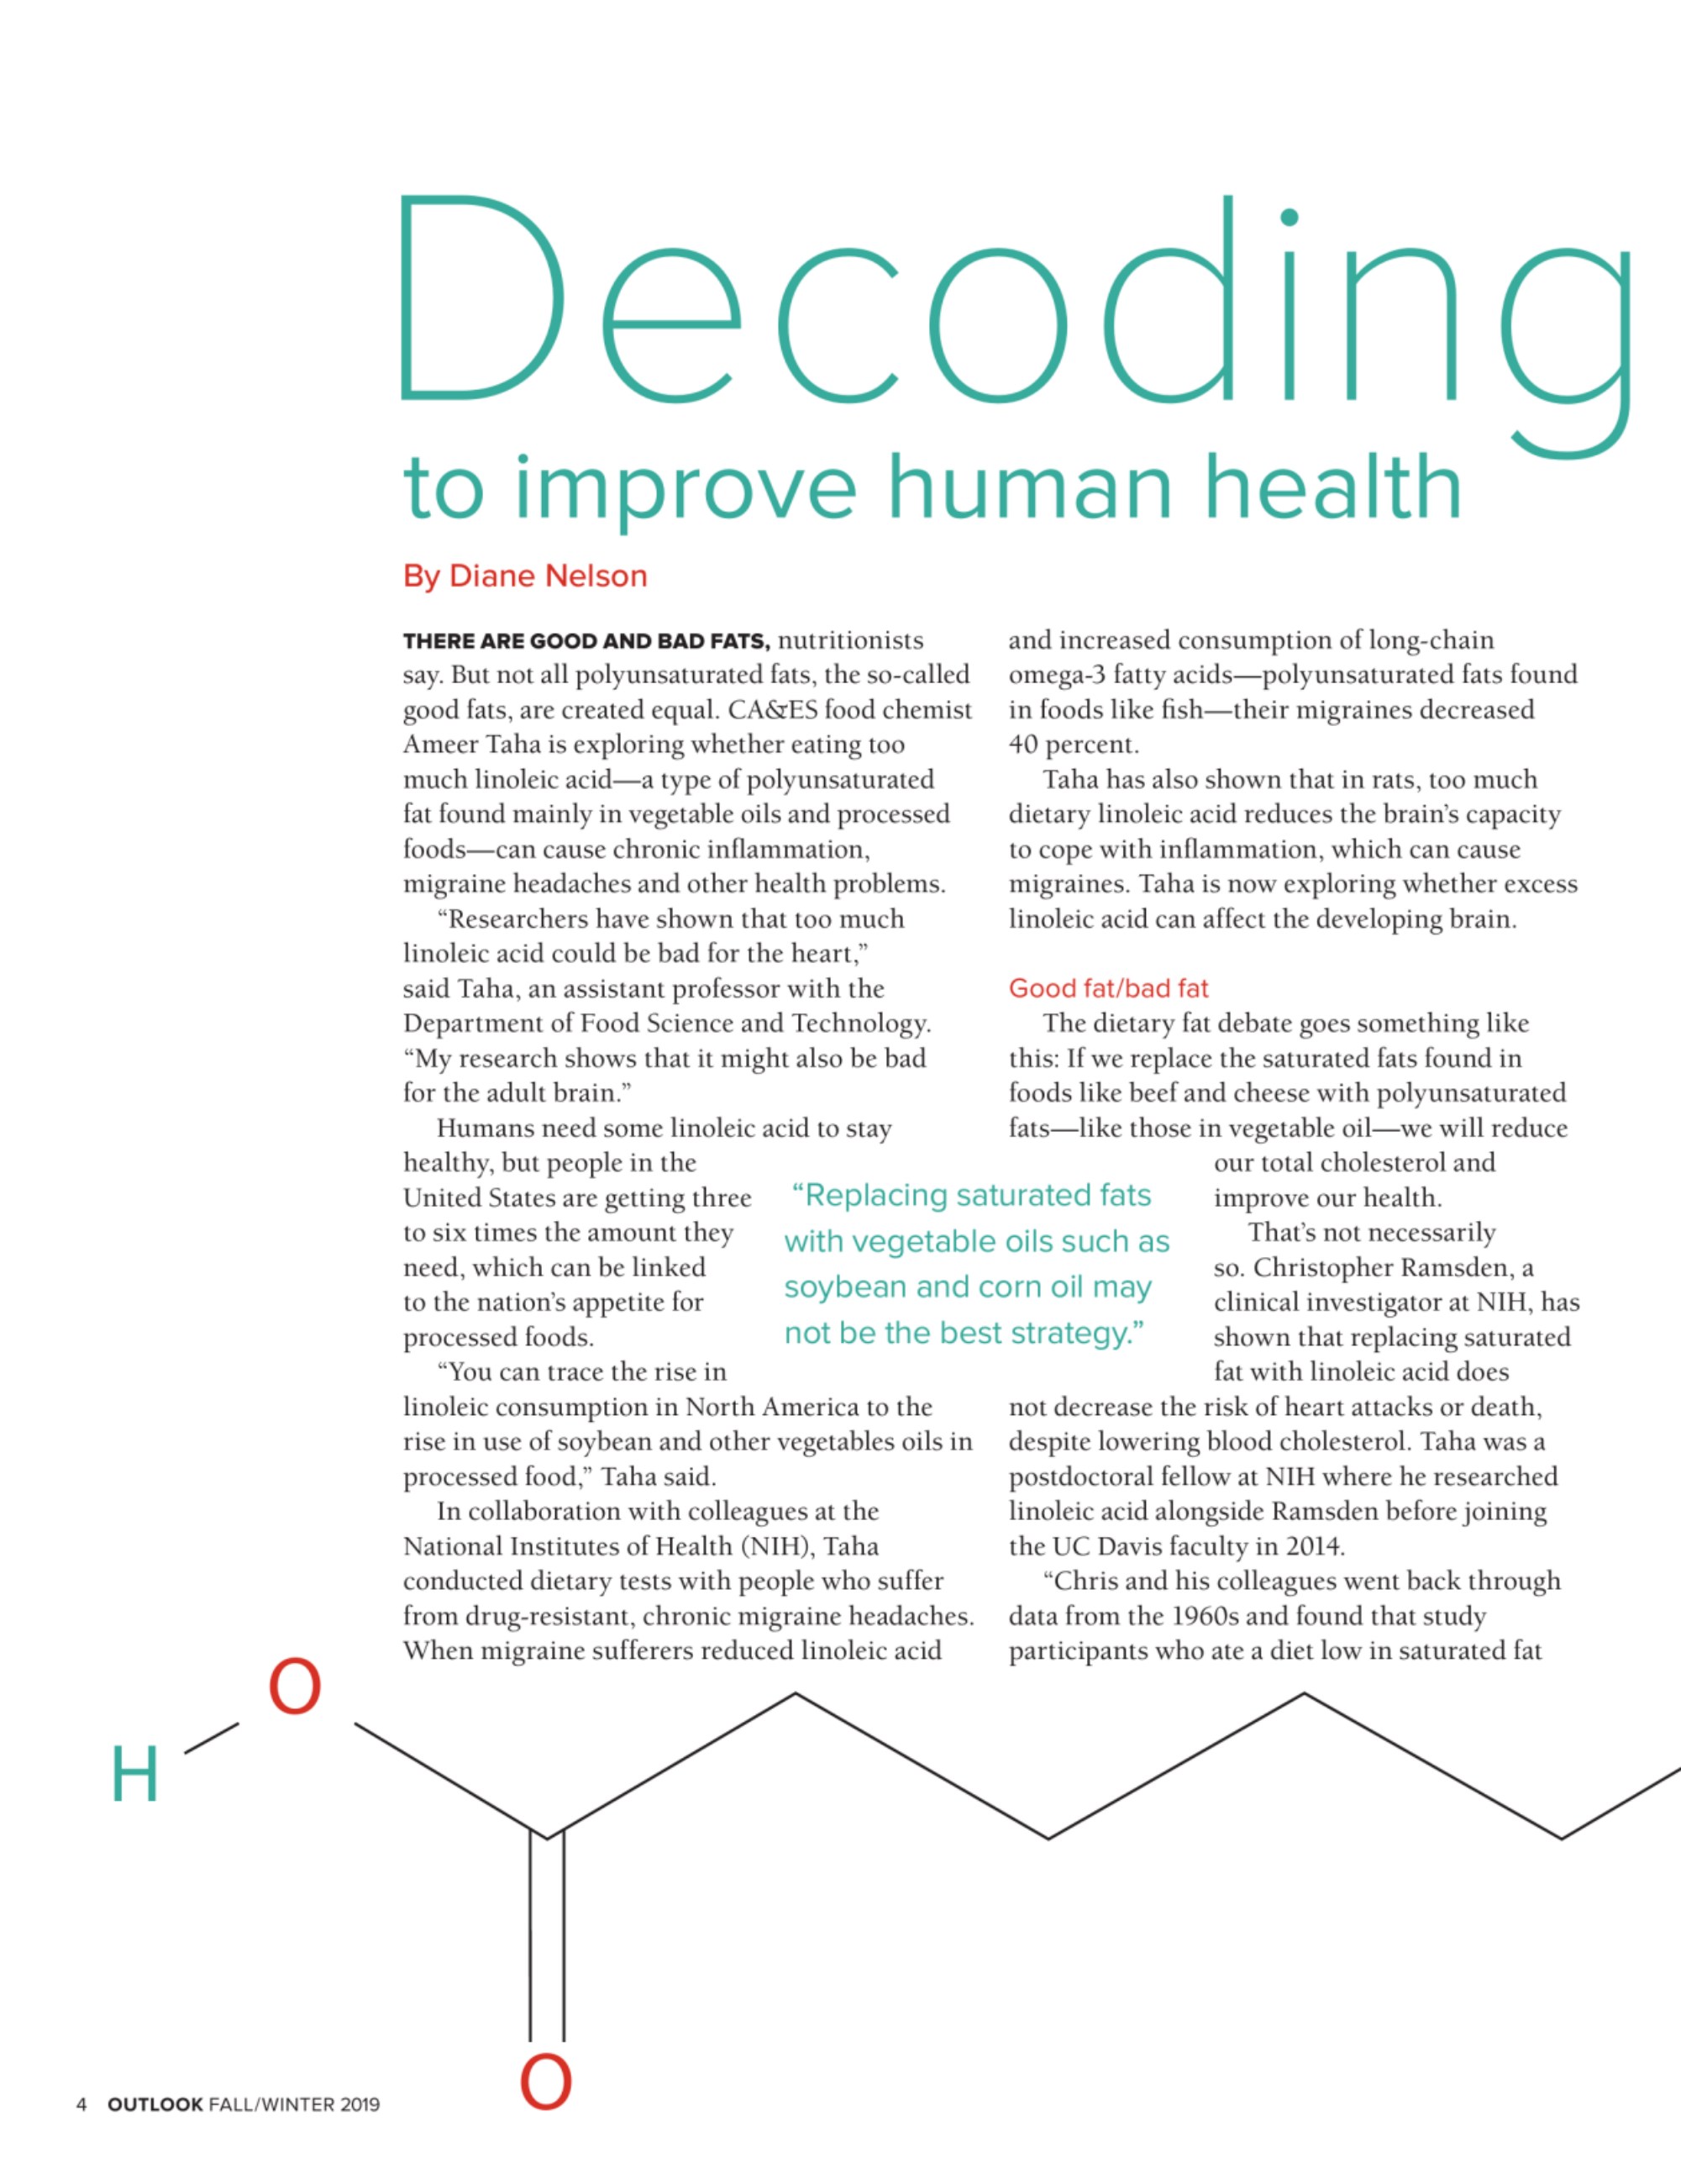 Decoding
to improve human health
By Diane Nelson
THERE ARE GOOD AND BAD FATS, nutritionists
say. But not all polyunsaturated fats, the so-called
good fats, are created equal. CA&ES food chemist
Ameer Taha is exploring whether eating too
much linoleic acid—a type of polyunsaturated
fat found mainly in vegetable oils and processed
foods—can cause chronic inflammation,
migraine headaches and other health problems.
“Researchers have shown that too much
linoleic acid could be bad for the heart,”
said Taha, an assistant professor with the
Department of Food Science and Technology.
“My research shows that it might also be bad
for the adult brain.”
Humans need some linoleic acid to stay
healthy, but people in the
United States are getting three
to six times the amount they
need, which can be linked
to the nation’s appetite for
processed foods.
“You can trace the rise in
linoleic consumption in North America to the
rise in use of soybean and other vegetables oils in
processed food,” Taha said.
In collaboration with colleagues at the
National Institutes of Health (NIH), Taha
conducted dietary tests with people who suffer
from drug-resistant, chronic migraine headaches.
When migraine sufferers reduced linoleic acid
“Replacing saturated fats
with vegetable oils such as
soybean and corn oil may
not be the best strategy.”
and increased consumption of long-chain
omega-3 fatty acids—polyunsaturated fats found
in foods like fish—their migraines decreased
40 percent.
Taha has also shown that in rats, too much
dietary linoleic acid reduces the brain’s capacity
to cope with inflammation, which can cause
migraines. Taha is now exploring whether excess
linoleic acid can affect the developing brain.
Good fat/bad fat
The dietary fat debate goes something like
this: If we replace the saturated fats found in
foods like beef and cheese with polyunsaturated
fats—like those in vegetable oil—we will reduce
our total cholesterol and
improve our health.
That’s not necessarily
so. Christopher Ramsden, a
clinical investigator at NIH, has
shown that replacing saturated
fat with linoleic acid does
not decrease the risk of heart attacks or death,
despite lowering blood cholesterol. Taha was a
postdoctoral fellow at NIH where he researched
linoleic acid alongside Ramsden before joining
the UC Davis faculty in 2014.
“Chris and his colleagues went back through
data from the 1960s and found that study
participants who ate a diet low in saturated fat
O
H
O
4 OUTLOOK FALL/WINTER 2019